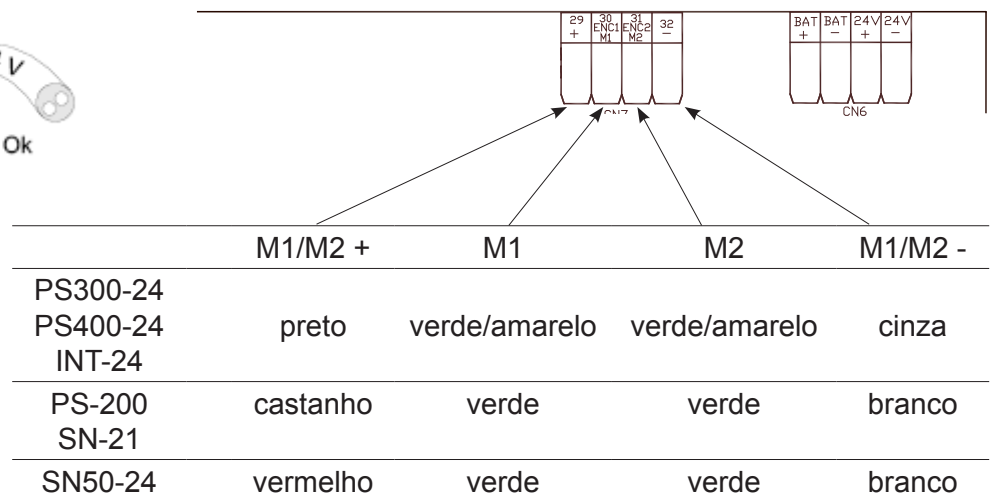 29 30 31 32
+ ENC1 ENC2 -
M1 M2
BAT BAT 24V 24V
+ - + -
CN7
CN6
V
Ok
M1/M2 + M1 M2 M1/M2 -
PS300-24
PS400-24 preto verde/amarelo verde/amarelo cinza
INT-24
PS-200 castanho verde verde branco
SN-21
SN50-24 vermelho verde verde branco